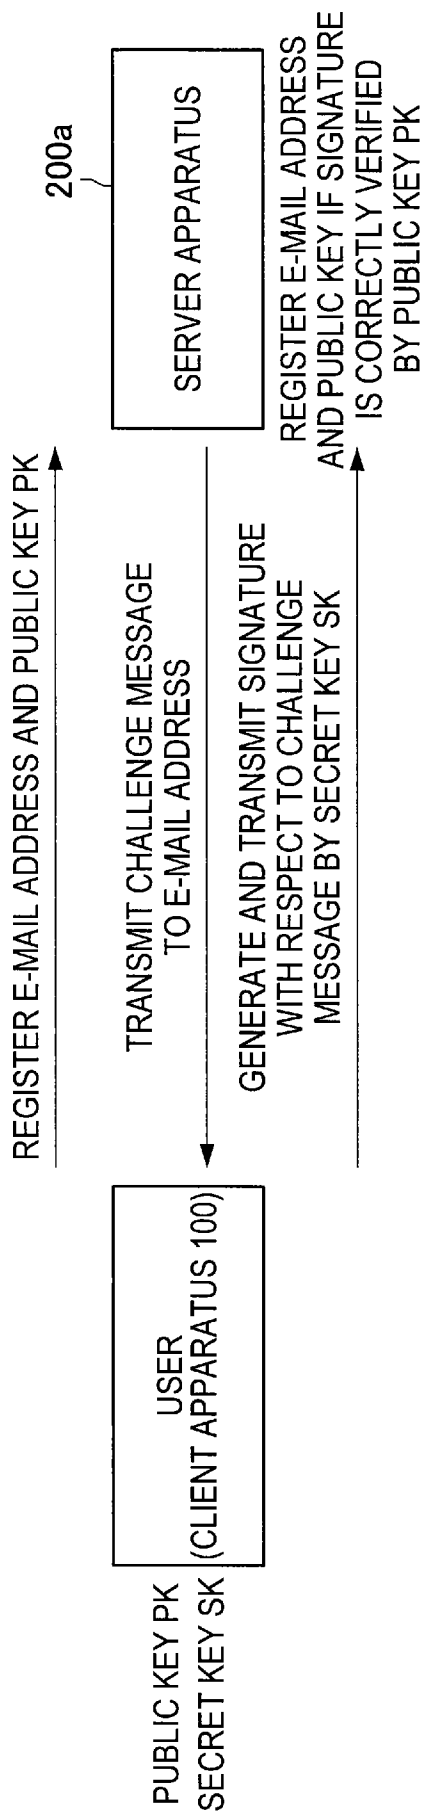 PUBLIC KEY PK
SECRET KEY SK
USER
(CLIENT APPARATUS 100)
REGISTER E-MAIL ADDRESS AND PUBLIC KEY PK
TRANSMIT CHALLENGE MESSAGE
TO E-MAIL ADDRESS
GENERATE AND TRANSMIT SIGNATURE
WITH RESPECT TO CHALLENGE
MESSAGE BY SECRET KEY SK
200a
SERVER APPARATUS
REGISTER E-MAIL ADDRESS
AND PUBLIC KEY IF SIGNATURE
IS CORRECTLY VERIFIED
BY PUBLIC KEY PK